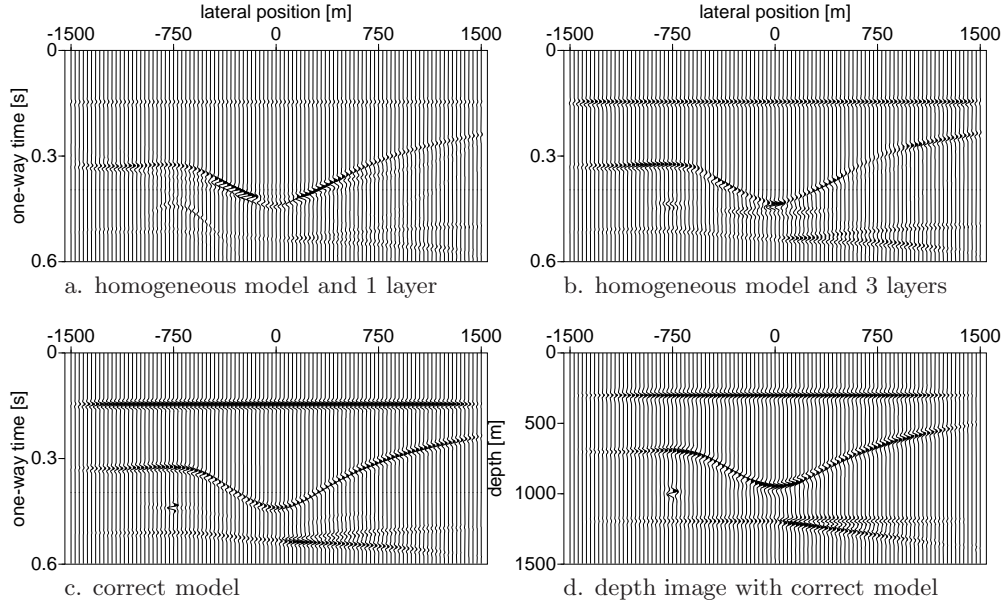 lateral position [m]
-1500 -750 0 750 1500
0
0.3
0.6
one-way time [s]
a. homogeneous model and 1 layer
lateral position [m]
-1500 -750 0 750 1500
0
0.3
0.6
one-way time [s]
b. homogeneous model and 3 layers
-1500 -750 0 750 1500
0
0.3
0.6
one-way time [s]
c. correct model
-1500 -750 0 750 1500
0
500
1000
1500
depth [m]
d. depth image with correct model